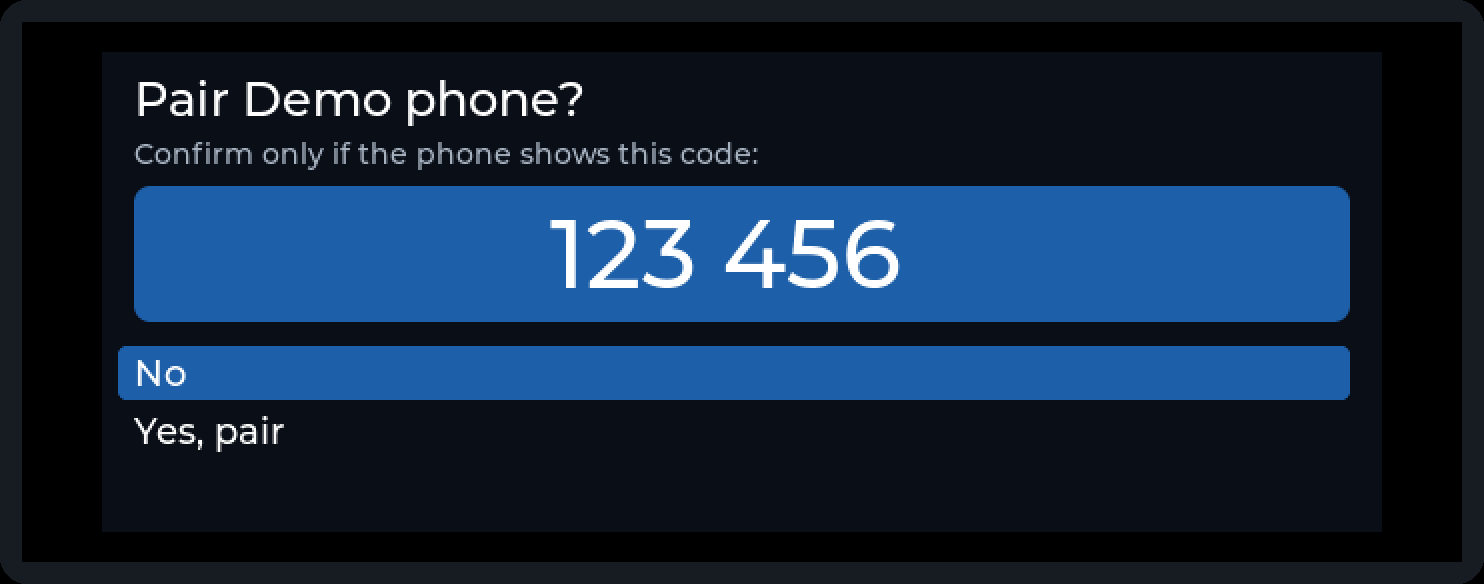 Pair Demo phone?
Confirm only if the phone shows this code:
123 456
No
Yes, pair